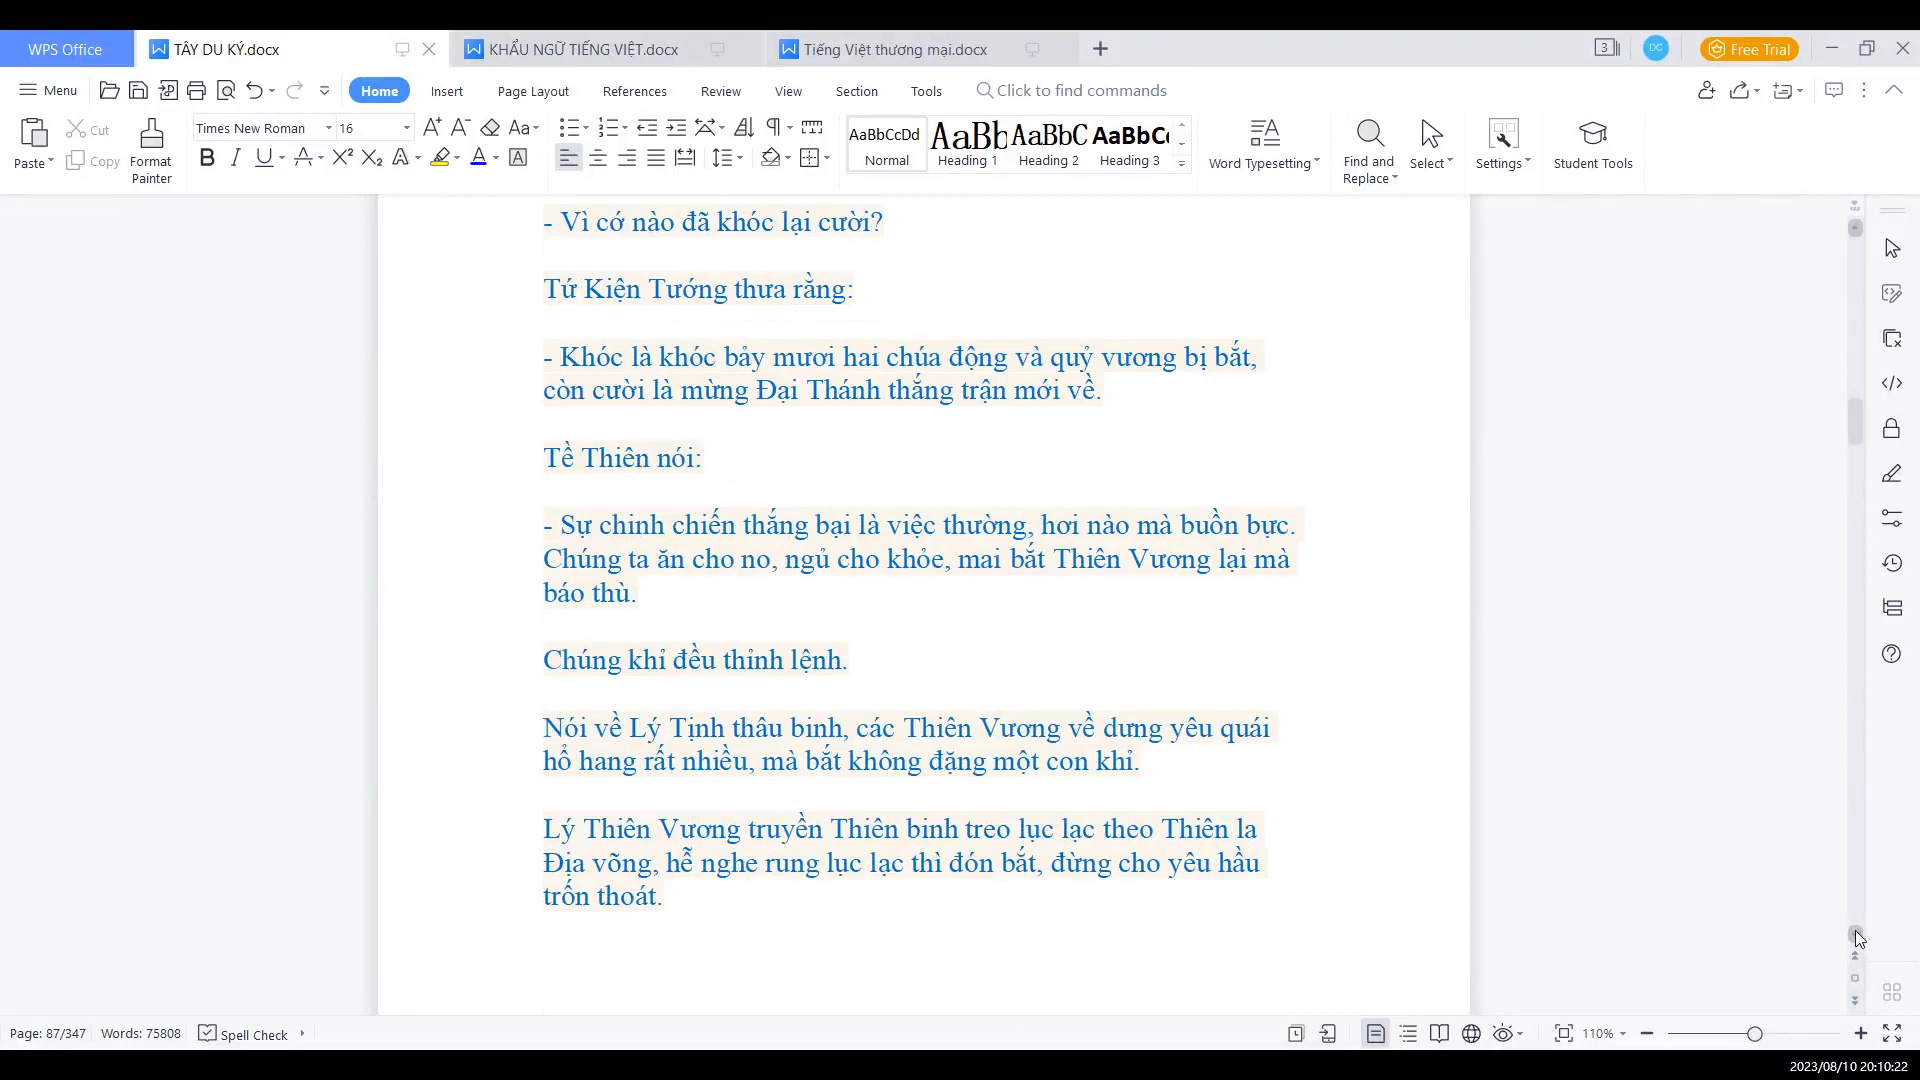 WPS Office
TÂY DU KÝ.docx
KHẨU NGỮ TIẾNG VIỆT.docx
Tiếng Việt thương mại.docx
3
DC
Free Trial
Menu
Home
Insert
Page Layout
References
Review
View
Section
Tools
Click to find commands
Paste
Cut
Copy
Format Painter
Times New Roman
16
AaBbCcDd
Normal
AaBb
Heading 1
AaBbC
Heading 2
AaBbCc
Heading 3
Word Typesetting
Find and Replace
Select
Settings
Student Tools
- Vì cớ nào đã khóc lại cười?
Tứ Kiện Tướng thưa rằng:
- Khóc là khóc bảy mươi hai chúa động và quỷ vương bị bắt,
còn cười là mừng Đại Thánh thắng trận mới về.
Tề Thiên nói:
- Sự chinh chiến thắng bại là việc thường, hơi nào mà buồn bực.
Chúng ta ăn cho no, ngủ cho khỏe, mai bắt Thiên Vương lại mà
báo thù.
Chúng khỉ đều thỉnh lệnh.
Nói về Lý Tịnh thâu binh, các Thiên Vương về dưng yêu quái
hổ hang rất nhiều, mà bắt không đặng một con khỉ.
Lý Thiên Vương truyền Thiên binh treo lục lạc theo Thiên la
Địa võng, hễ nghe rung lục lạc thì đón bắt, đừng cho yêu hầu
trốn thoát.
Page: 87/347
Words: 75808
Spell Check
110%
2023/08/10 20:10:22